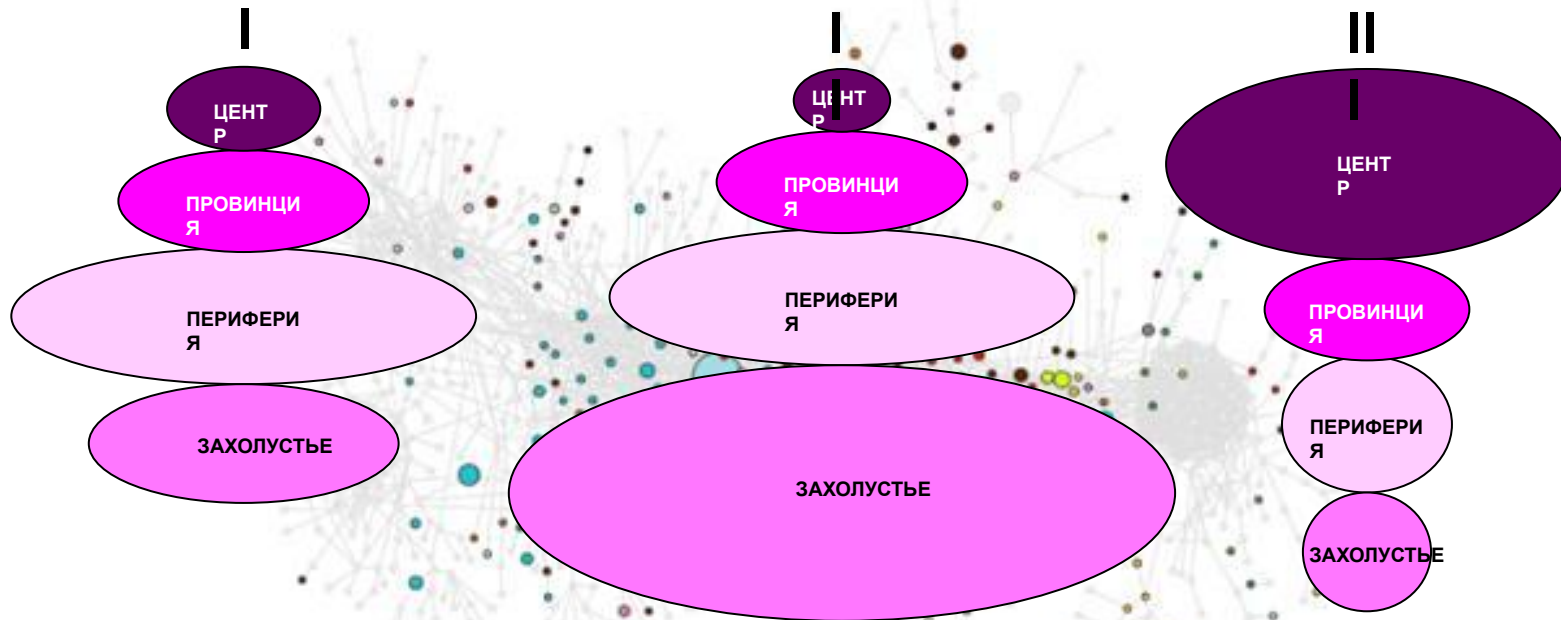 I
ЦЕНТ
Р
ПРОВИНЦИ
Я
ПЕРИФЕРИ
Я
ЗАХОЛУСТЬЕ
I
I
ЦЕНТ
Р
ПРОВИНЦИ
Я
ПЕРИФЕРИ
Я
ЗАХОЛУСТЬЕ
II
I
ЦЕНТ
Р
ПРОВИНЦИ
Я
ПЕРИФЕРИ
Я
ЗАХОЛУСТЬЕ